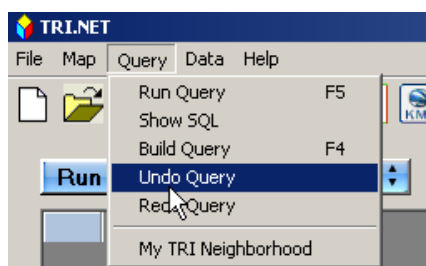 TRI.NET
File Map Query Data Help
Run Query F5
Show SQL
Build Query F4
Run
Undo Query
Redo Query
My TRI Neighborhood